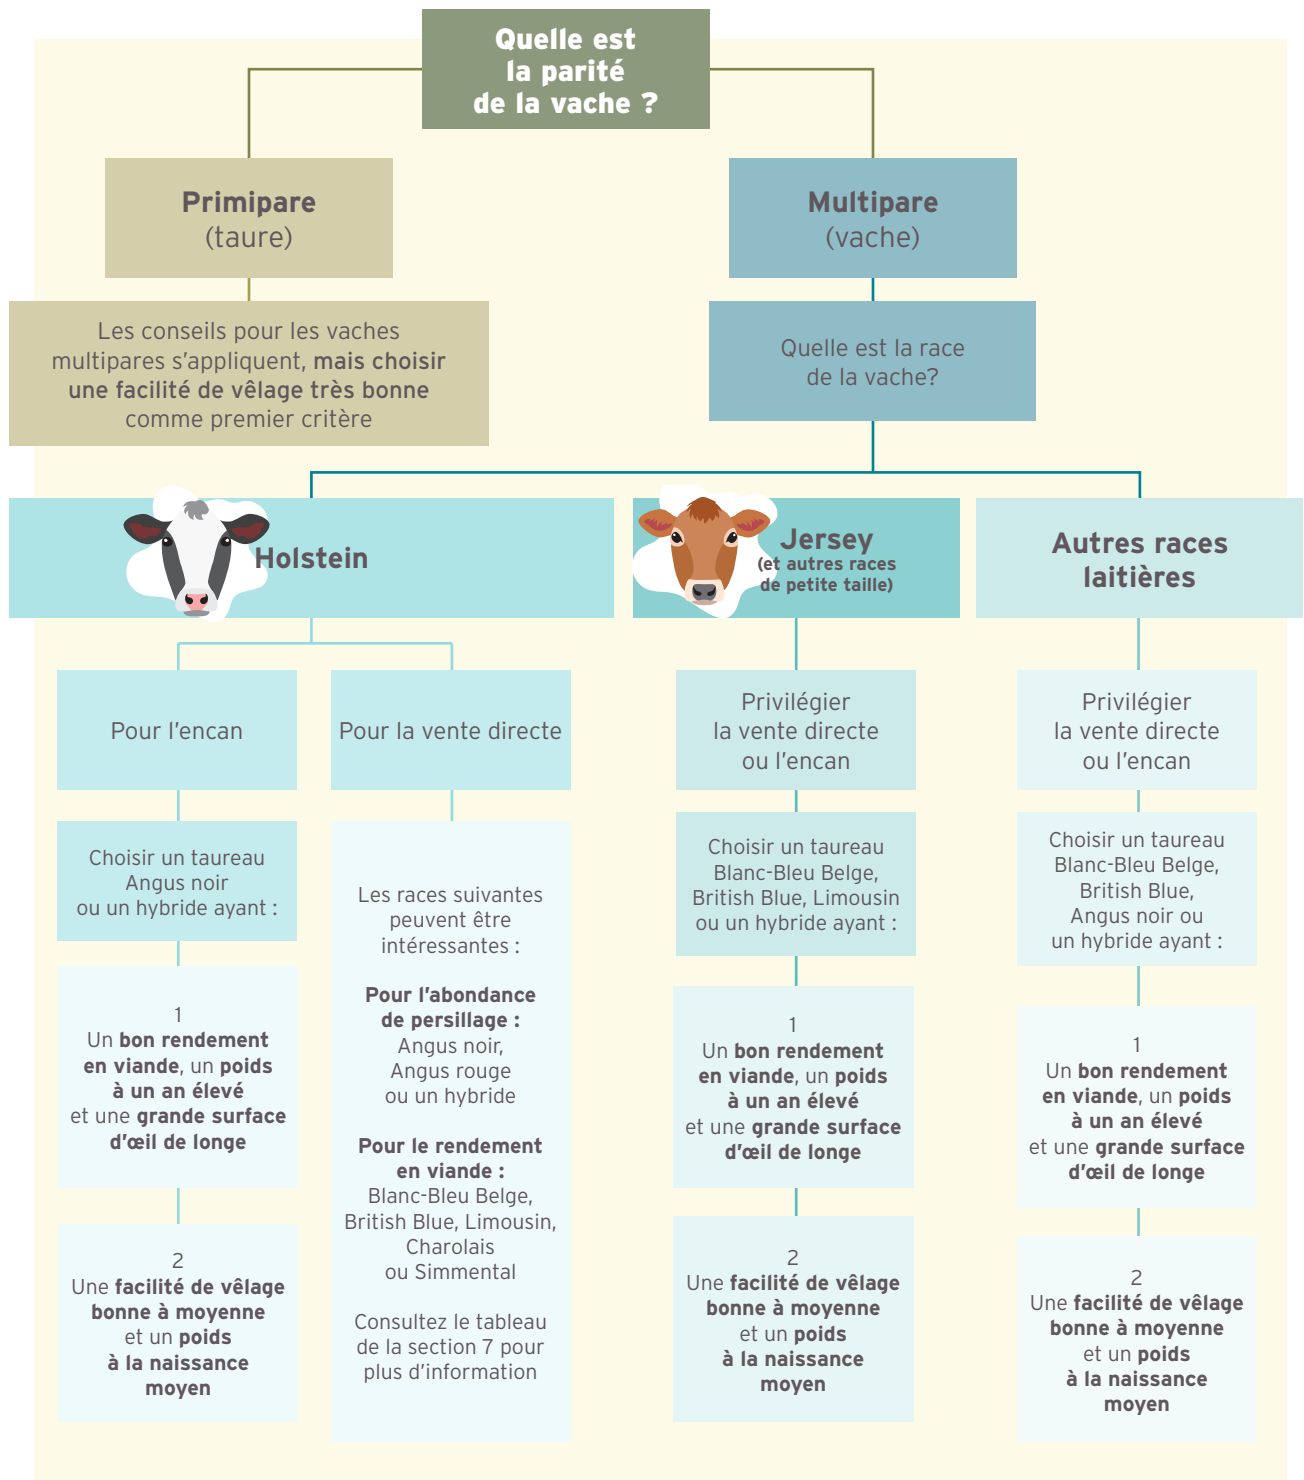 Quelle est
la parité
de la vache ?
Primipare
(taure)
Multipare
(vache)
Les conseils pour les vaches
multipares s'appliquent, mais choisir
une facilité de vêlage très bonne
comme premier critère
Quelle est la race
de la vache?
Holstein
Jersey
(et autres races
de petite taille)
Autres races
laitières
Pour l'encan
Pour la vente directe
Privilégier
la vente directe
ou l'encan
Privilégier
la vente directe
ou l'encan
Choisir un taureau
Angus noir
ou un hybride ayant :
1
Un bon rendement
en viande, un poids
à un an élevé
et une grande surface
d'œil de longe
2
Une facilité de vêlage
bonne à moyenne
et un poids
à la naissance
moyen
Les races suivantes
peuvent être
intéressantes :
Pour l'abondance
de persillage :
Angus noir,
Angus rouge
ou un hybride
Pour le rendement
en viande :
Blanc-Bleu Belge,
British Blue, Limousin,
Charolais
ou Simmental
Consultez le tableau
de la section 7 pour
plus d'information
Choisir un taureau
Blanc-Bleu Belge,
British Blue, Limousin
ou un hybride ayant :
1
Un bon rendement
en viande, un poids
à un an élevé
et une grande surface
d'œil de longe
2
Une facilité de vêlage
bonne à moyenne
et un poids
à la naissance
moyen
Choisir un taureau
Blanc-Bleu Belge,
British Blue,
Angus noir ou
un hybride ayant :
1
Un bon rendement
en viande, un poids
à un an élevé
et une grande surface
d'œil de longe
2
Une facilité de vêlage
bonne à moyenne
et un poids
à la naissance
moyen